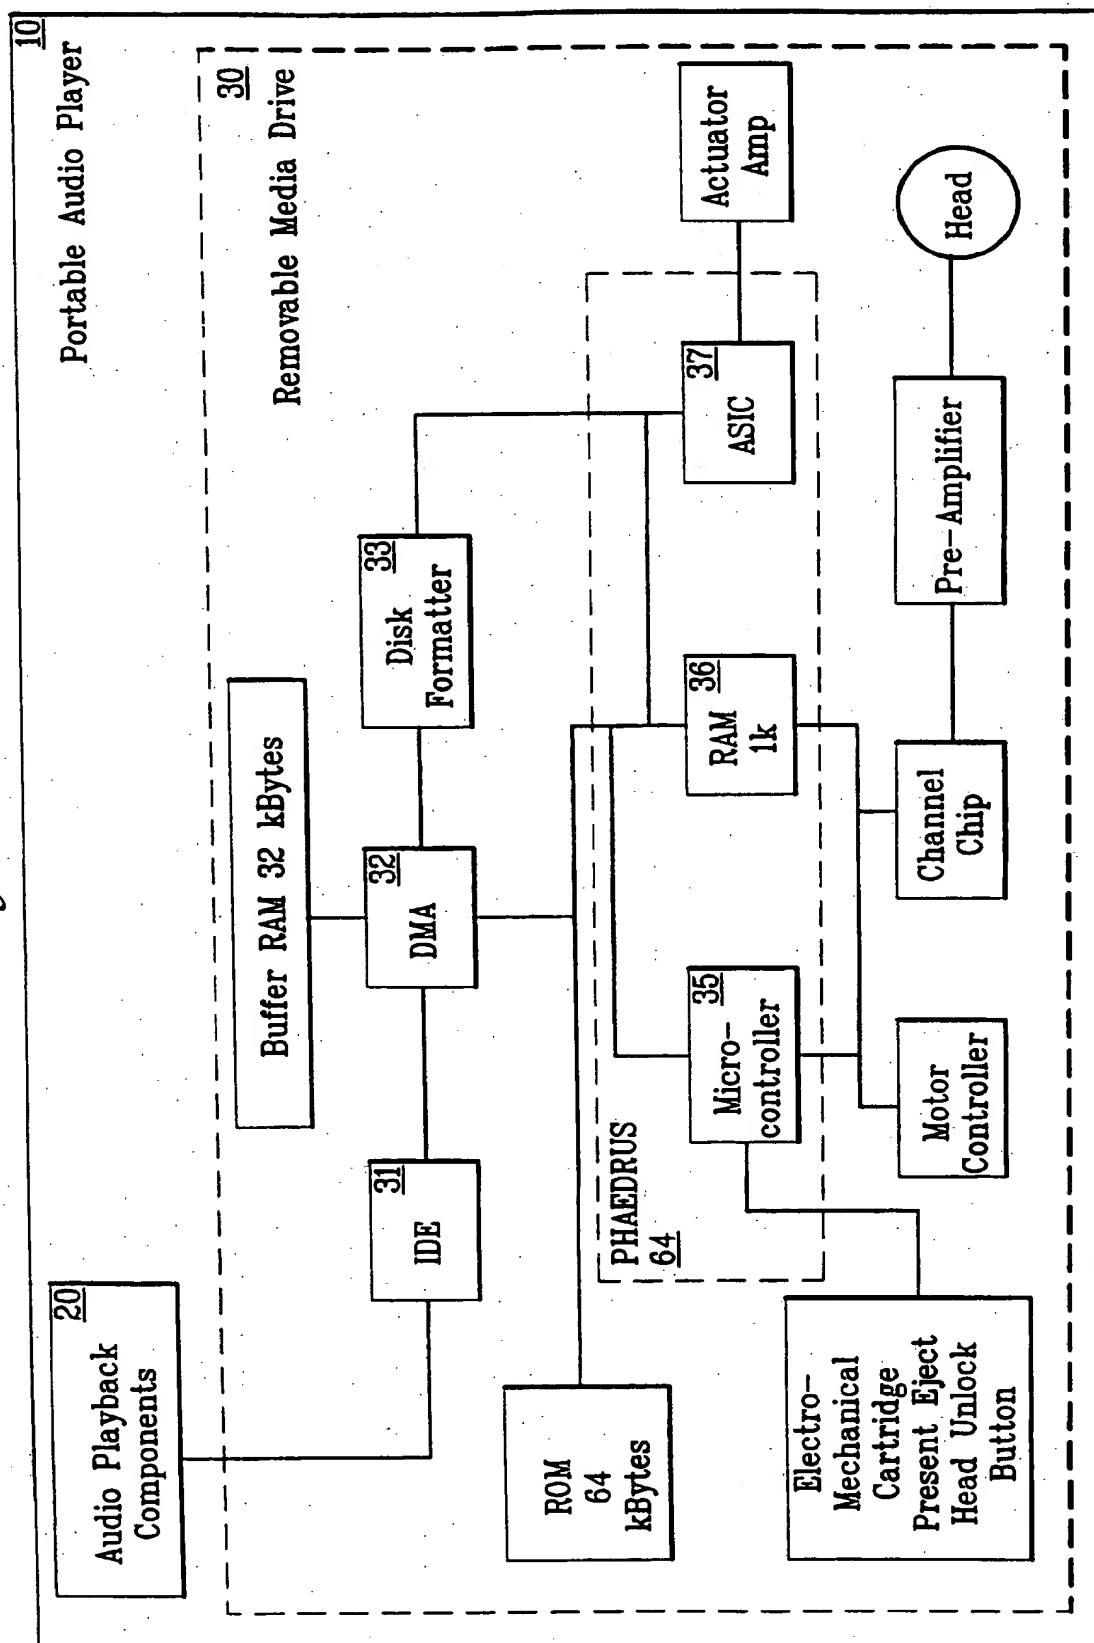 10
Portable Audio Player
20
Audio Playback
Components
30
Removable Media Drive
Buffer RAM 32 kBytes
31
IDE
32
DMA
33
Disk
Formatter
ROM
64
kBytes
PHAEDRUS
64
35
Micro-
controller
36
RAM
1k
37
ASIC
Actuator
Amp
Electro-
Mechanical
Cartridge
Present Eject
Head Unlock
Button
Motor
Controller
Channel
Chip
Pre-Amplifier
Head